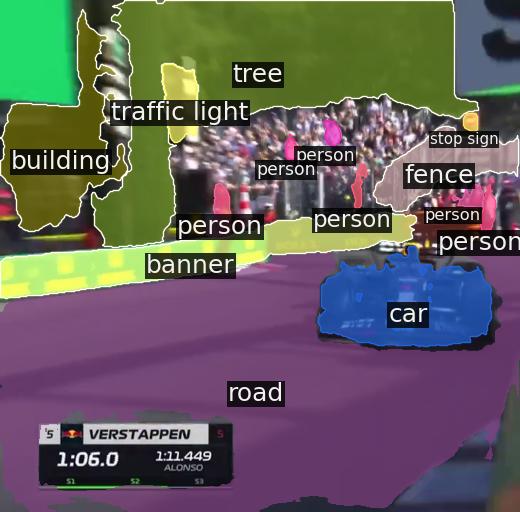 tree
traffic light
stop sign
person
building
person
fence
person
person
person
person
banner
car
road
'5 VERSTAPPEN 5
1:06.0 1:11.449
ALONSO
S1 S2 S3